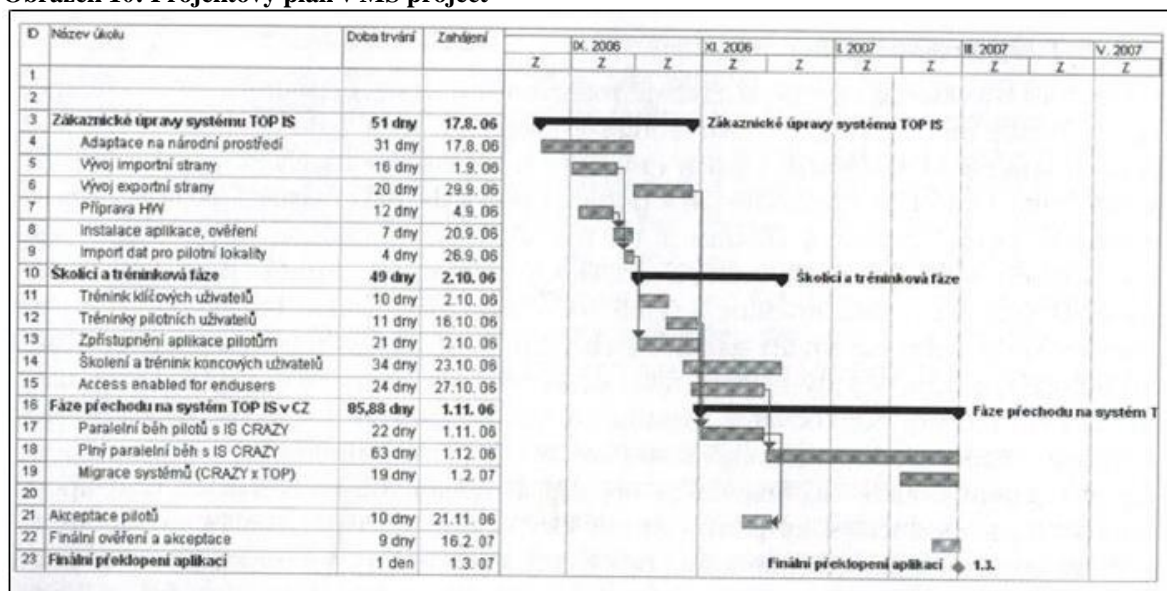 Obrázek 10: Projektový plán v MS project
ID Název úkolu Doba trvání Zahájení IX. 2006 XI. 2006 I. 2007 III. 2007 V. 2007
Z Z Z Z Z Z Z Z Z Z
1
2
3 Zákaznické úpravy systému TOP IS 51 dny 17.8. 06 Zákaznické úpravy systému TOP IS
4 Adaptace na národní prostředí 31 dny 17.8. 06
5 Vývoj importní strany 16 dny 1.9. 06
6 Vývoj exportní strany 20 dny 29.9. 06
7 Příprava HW 12 dny 4.9. 06
8 Instalace aplikace, ověření 7 dny 20.9. 06
9 Import dat pro pilotní lokality 4 dny 26.9. 06
10 Školící a tréninková fáze 49 dny 2.10. 06 Školící a tréninková fáze
11 Trénink klíčových uživatelů 10 dny 2.10. 06
12 Tréninky pilotních uživatelů 11 dny 16.10. 06
13 Zpřístupnění aplikace pilotům 21 dny 2.10. 06
14 Školení a trénink koncových uživatelů 34 dny 23.10. 06
15 Access enabled for endusers 24 dny 27.10. 06
16 Fáze přechodu na systém TOP IS v CZ 85,88 dny 1.11. 06 Fáze přechodu na systém T
17 Paralelní běh pilotů s IS CRAZY 22 dny 1.11. 06
18 Plný paralelní běh s IS CRAZY 63 dny 1.12. 06
19 Migrace systémů (CRAZY x TOP) 19 dny 1.2. 07
20
21 Akceptace pilotů 10 dny 21.11. 06
22 Finální ověření a akceptace 9 dny 16.2. 07
23 Finální překlopení aplikací 1 den 1.3. 07 Finální překlopení aplikací 1.3.